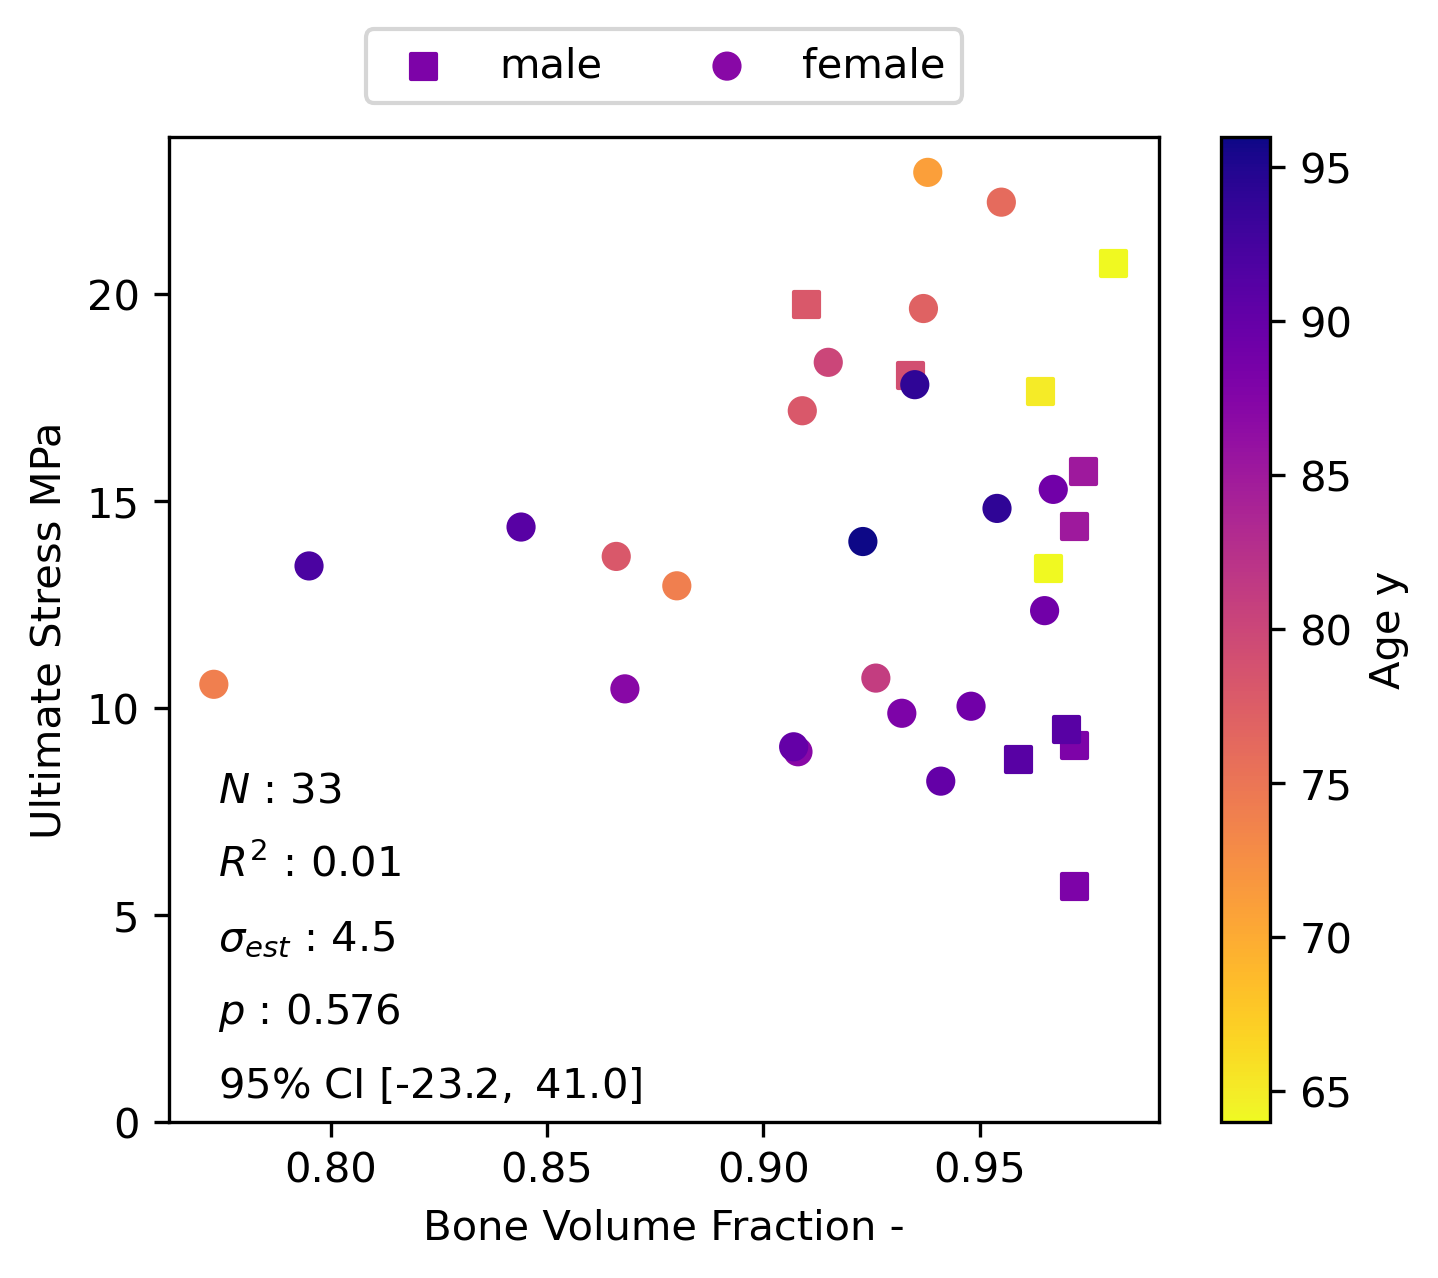 male female
20
15
10
5
0
Ultimate Stress MPa
N : 33
R² : 0.01
σest : 4.5
p : 0.576
95% CI [-23.2, 41.0]
0.80 0.85 0.90 0.95
Bone Volume Fraction -
95
90
85
80
75
70
65
Age y